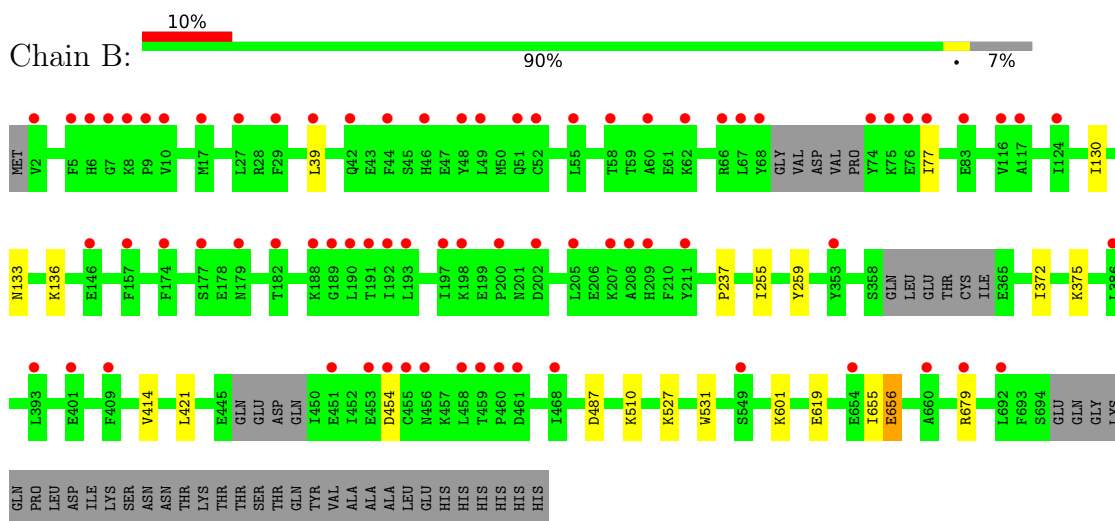 10%
Chain B:
90%
•
7%
MET V2 F5 H6 G7 K8 P9 V10 M17 L27 R28 F29 L39 Q42 E43 F44 S45 H46 E47 Y48 L49 M50 Q51 C52 L55 T58 T59 A60 E61 K62 R66 L67 Y68 GLY VAL ASP VAL PRO Y74 K75 E76 I77 E83 V116 A117 I124 I130
N133 K136 E146 F157 F174 S177 E178 N179 T182 K188 G189 L190 T191 I192 L193 I197 K198 E199 P200 N201 D202 L205 E206 K207 A208 H209 F210 Y211 P237 I255 Y259 Y353 S358 GLN LEU GLU THR CYS ILE E365 I372 K375 L386
L393 E401 F409 V414 L421 E445 GLN GLU ASP GLN I450 E451 I452 E453 D454 C455 N456 K457 L458 T459 P460 D461 I468 D487 K510 K527 W531 S549 K601 E619 E654 I655 E656 A660 R679 L692 F693 S694 GLU GLN GLY LYS
GLN PRO LEU ASP ILE LYS SER ASN ASN THR LYS THR THR SER THR GLN TYR VAL ALA ALA ALA LEU GLU HIS HIS HIS HIS HIS HIS